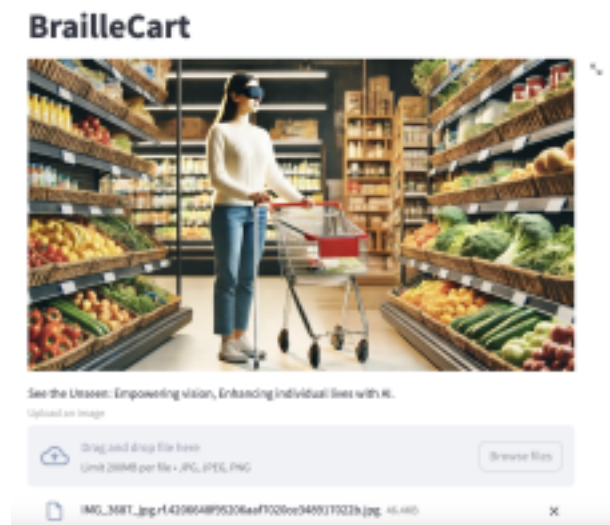 BrailleCart
See the Unseen: Empowering vision, Enhancing individual lives with AI.
Upload an image
Drag and drop file here
Limit 200MB per file • JPG, JPEG, PNG
Browse files